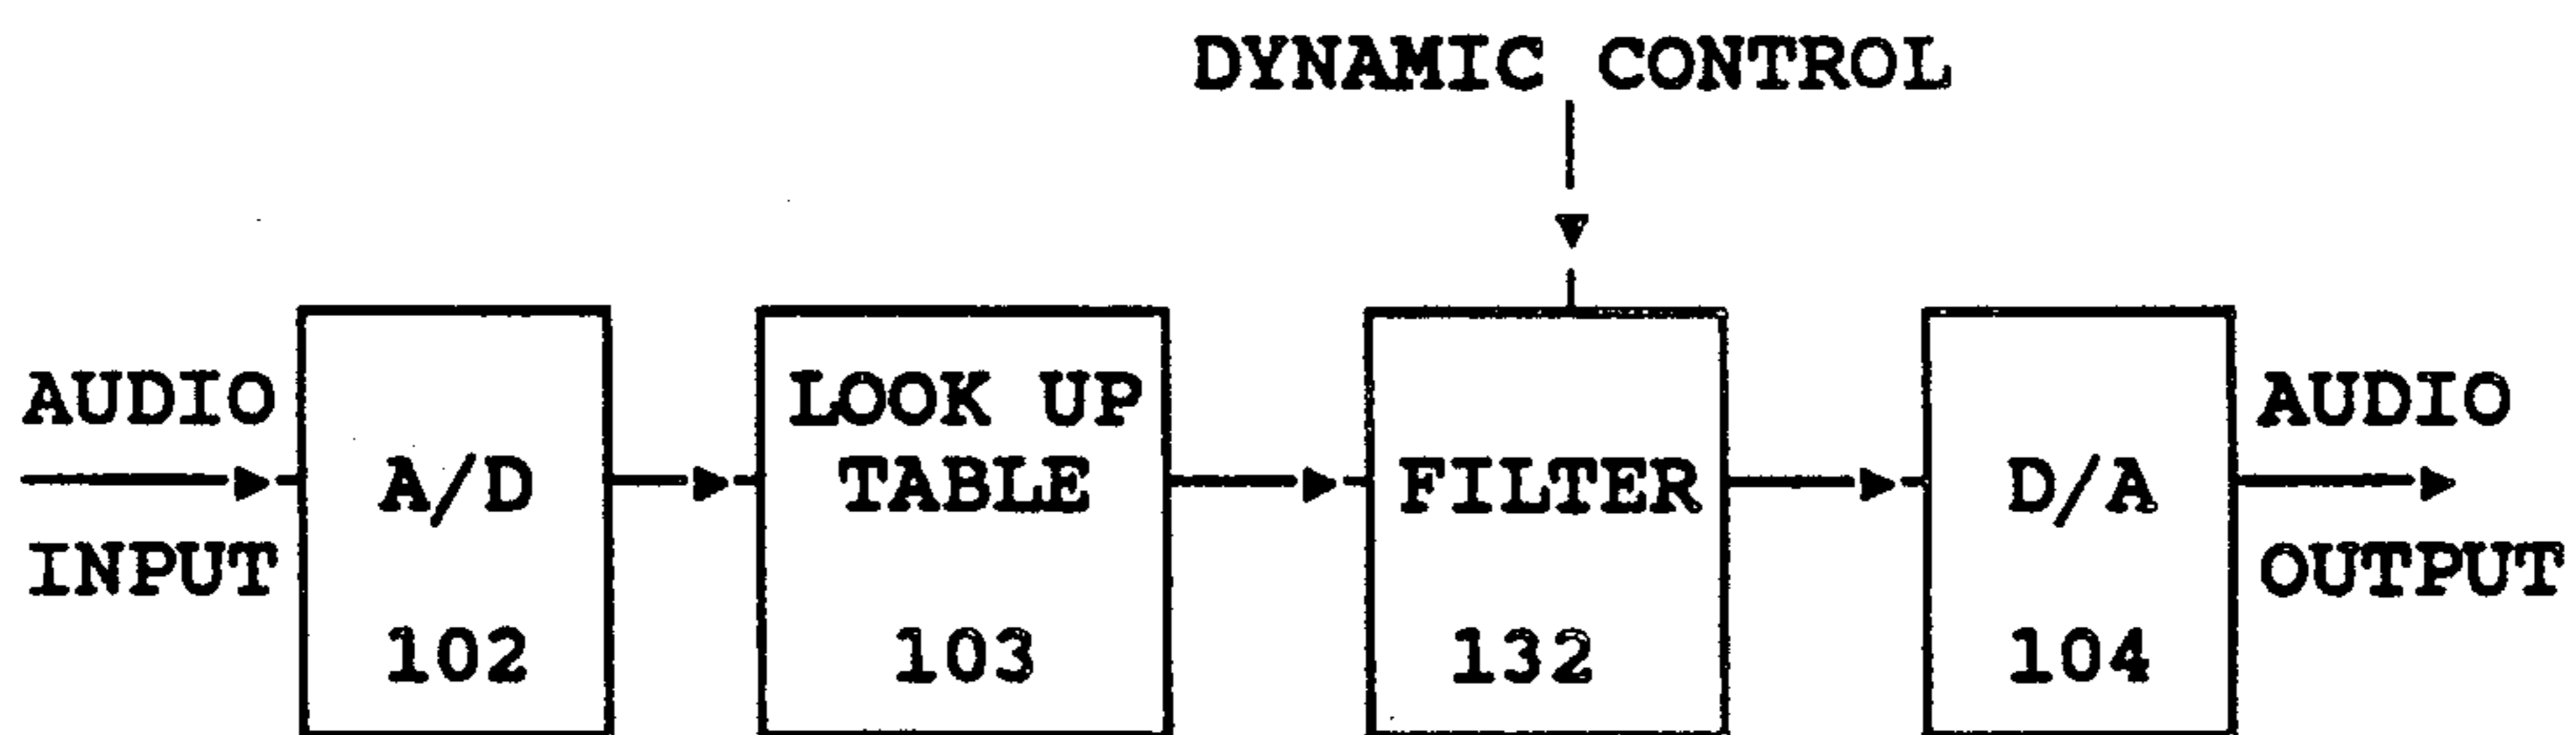 DYNAMIC CONTROL
AUDIO
INPUT
A/D
102
LOOK UP
TABLE
103
FILTER
132
D/A
104
AUDIO
OUTPUT